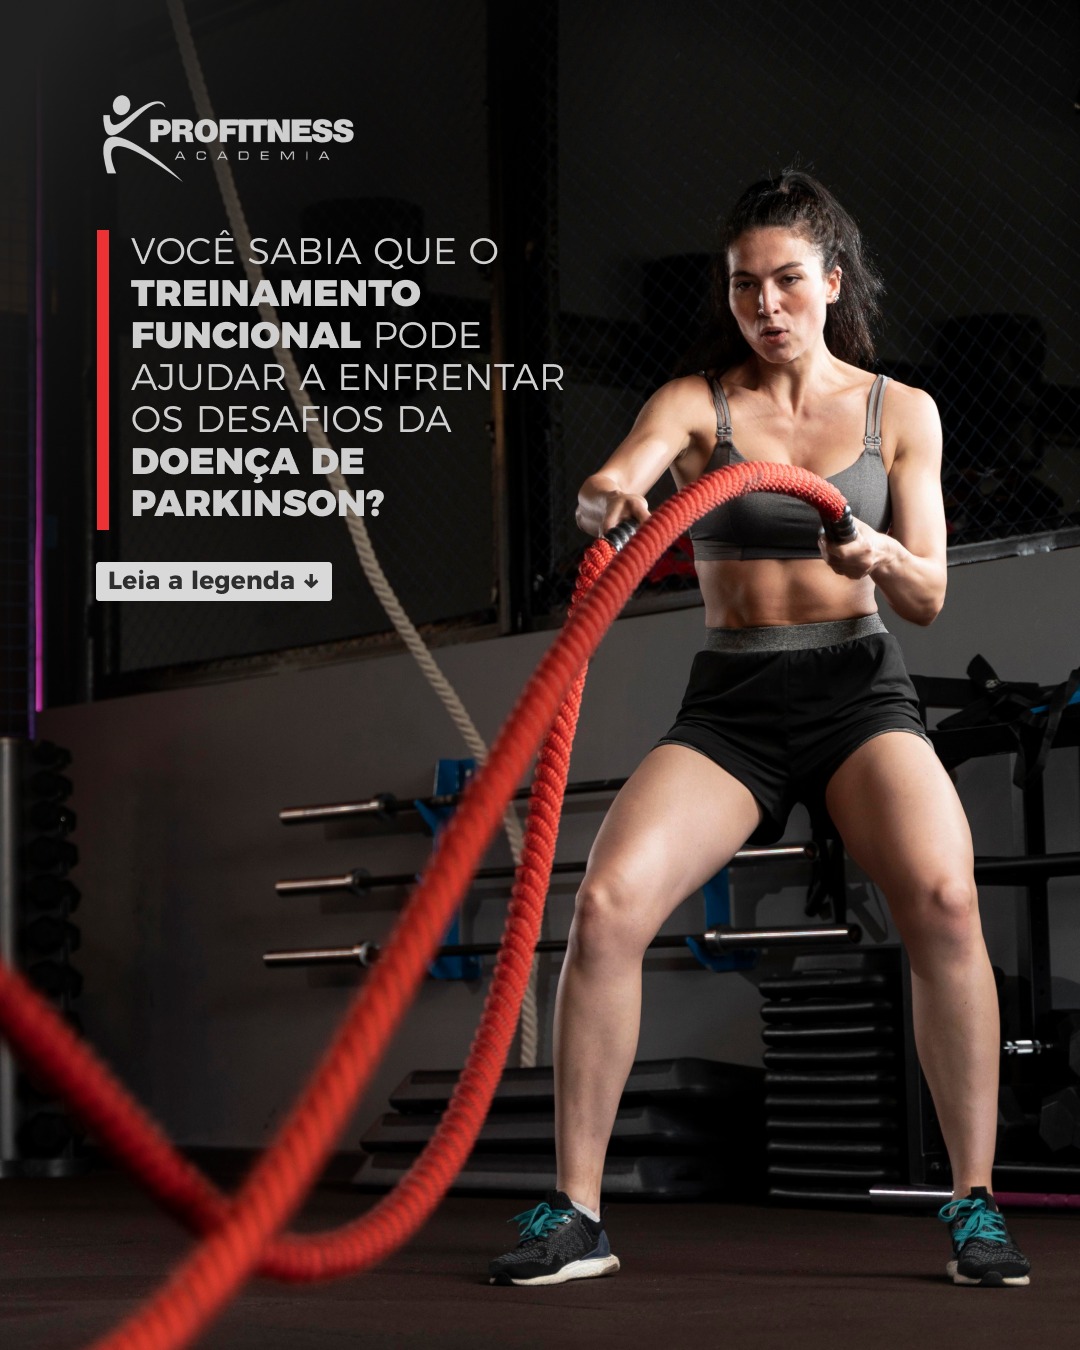 PROFITNESS
ACADEMIA
VOCÊ SABIA QUE O
TREINAMENTO
FUNCIONAL PODE
AJUDAR A ENFRENTAR
OS DESAFIOS DA
DOENÇA DE
PARKINSON?
Leia a legenda ↓